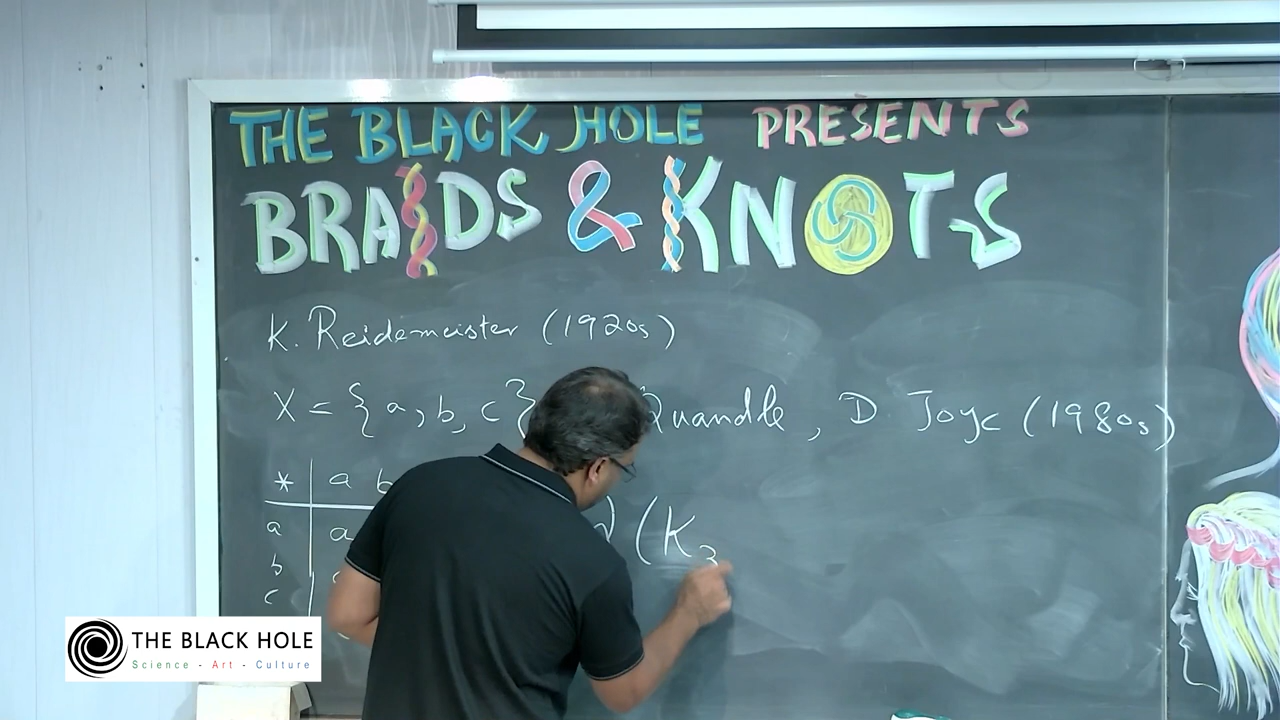 THE BLACK HOLE PRESENTS
BRAIDS & KNOTS
K. Reidemeister (1920s)
X = {a, b, c} Quandle, D. Joyc (1980s)
* a b
a a
b
c
(K3
THE BLACK HOLE
Science - Art - Culture